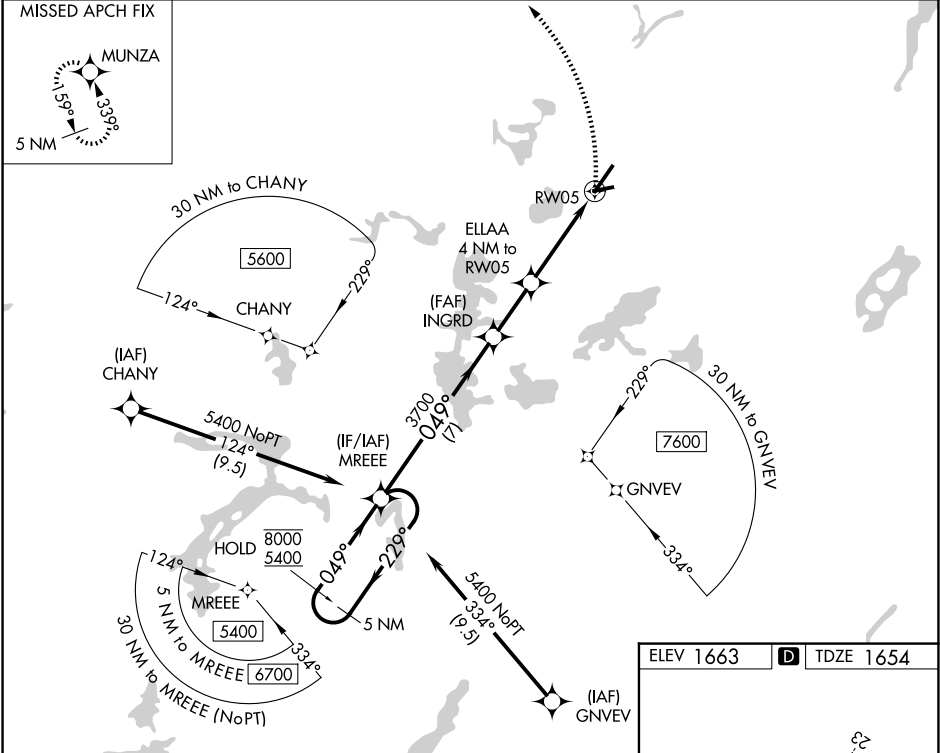 MISSED APCH FIX
MUNZA
159°
339°
5 NM
30 NM to CHANY
5600
229°
124°
CHANY
RW05
ELLAA
4 NM to
RW05
(FAF)
INGRD
(IAF)
CHANY
5400 NoPT
124°
(9.5)
3700
049°
(7)
(IF/IAF)
MREEE
229°
30 NM to GNVEV
7600
GNVEV
334°
HOLD
8000
5400
049°
229°
5 NM
124°
MREEE
5400
334°
5 NM to MREEE
6700
30 NM to MREEE (NoPT)
5400 NoPT
334°
(9.5)
(IAF)
GNVEV
ELEV 1663
D
TDZE 1654
23